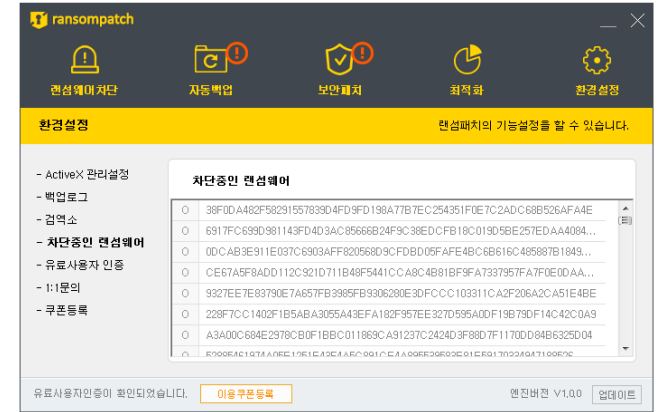 ransompatch
랜섬웨어차단
자동백업
보안패치
최적화
환경설정
환경설정
랜섬패치의 기능설정을 할 수 있습니다.
- ActiveX 관리설정
- 백업로그
- 검역소
- 차단중인 랜섬웨어
- 유료사용자 인증
- 1:1문의
- 쿠폰등록
차단중인 랜섬웨어
O 38F0DA482F58291557839D4FD9FD198A77B7EC254351F0E7C2ADC68B526AFA4E
O 6917FC699D981143FD4D3AC85666B24F9C38EDCFB18C019D5BE257EDAA4084...
O 0DCAB3E911E037C6903AFF820568D9CFDBD05FAFE4BC6B616C485887B1849...
O CE67A5F8ADD112C921D711B48F5441CCA8C4B81BF9FA7337957FA7F0E0DAA...
O 9327EE7E83790E7A657FB3985FB9306280E3DFCCC103311CA2F206A2CA51E4BE
O 228F7CC1402F1B5ABA3055A43EFA182F957EE327D595A0DF19B79DF14C42C0A9
O A3A00C684E2978CB0F1BBC011869CA91237C2424D3F88D7F1170DD84B6325D04
유료사용자인증이 확인되었습니다.
이용쿠폰등록
엔진버전 V1.0.0
업데이트